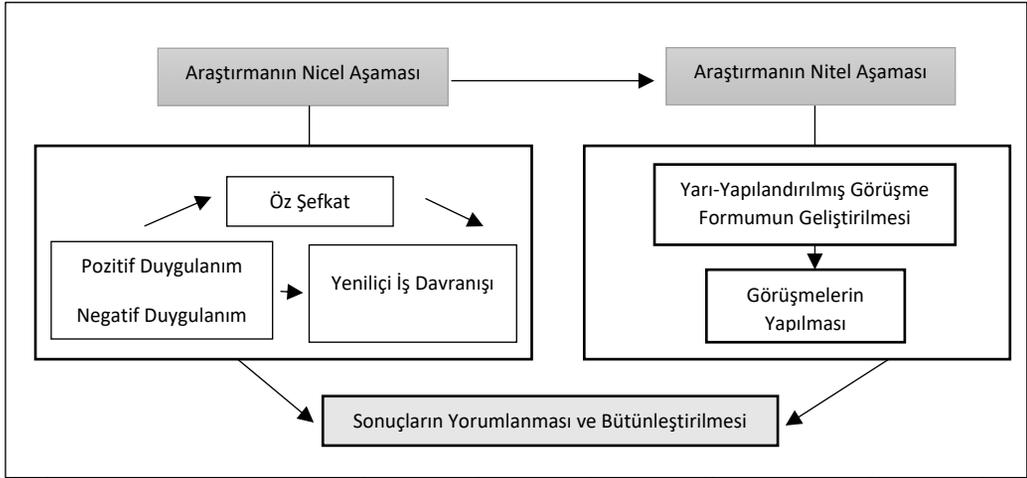 Araştırmanın Nicel Aşaması
Araştırmanın Nitel Aşaması
Öz Şefkat
Pozitif Duygulanım
Negatif Duygulanım
Yeniliçi İş Davranışı
Yarı-Yapılandırılmış Görüşme
Formumun Geliştirilmesi
Görüşmelerin
Yapılması
Sonuçların Yorumlanması ve Bütünleştirilmesi